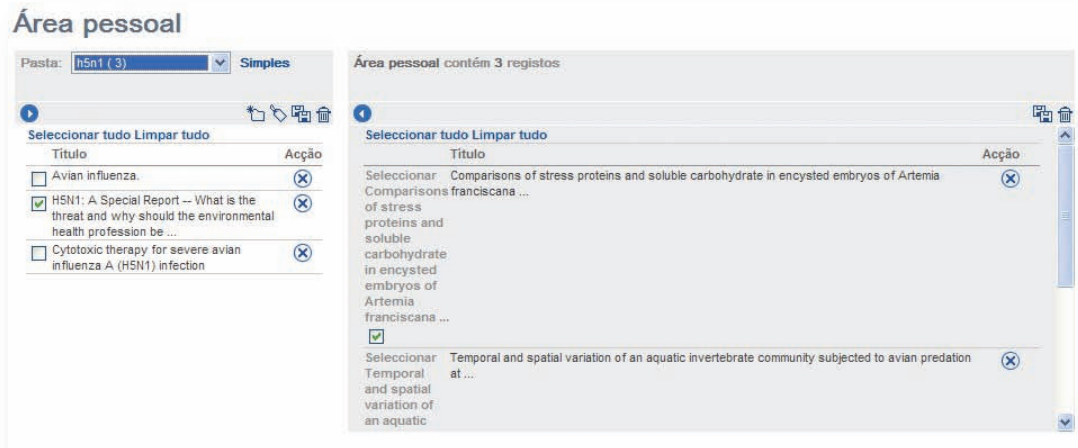 Área pessoal
Pasta: h5n1 ( 3) Simples
Seleccionar tudo Limpar tudo
Título Acção
Avian influenza.
H5N1: A Special Report -- What is the
threat and why should the environmental
health profession be ...
Cytotoxic therapy for severe avian
influenza A (H5N1) infection
Área pessoal contém 3 registos
Seleccionar tudo Limpar tudo
Título Acção
Seleccionar
Comparisons
of stress
proteins and
soluble
carbohydrate
in encysted
embryos of
Artemia
franciscana ...
Comparisons of stress proteins and soluble carbohydrate in encysted embryos of Artemia
franciscana ...
Seleccionar
Temporal
and spatial
variation of
an aquatic
Temporal and spatial variation of an aquatic invertebrate community subjected to avian predation
at ...